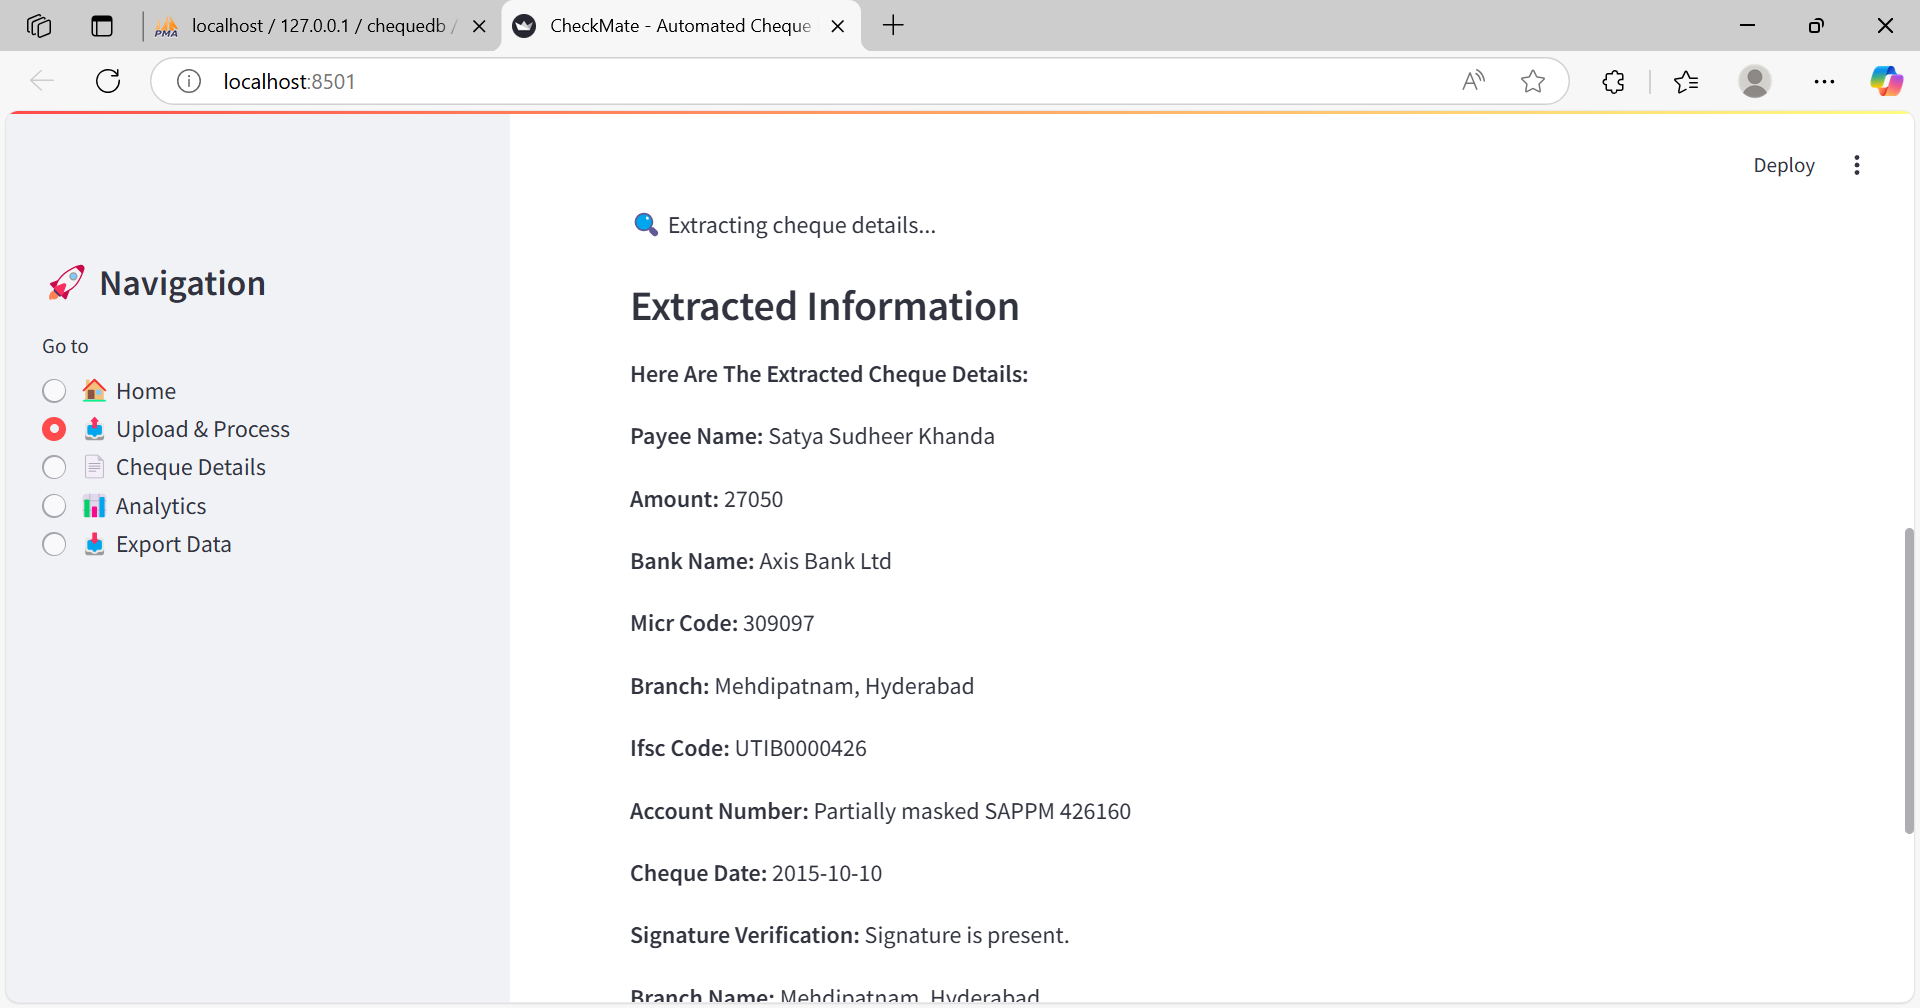 localhost / 127.0.0.1 / chequedb /
CheckMate - Automated Cheque
localhost:8501
Deploy
Navigation
Go to
Home
Upload & Process
Cheque Details
Analytics
Export Data
Extracting cheque details...
Extracted Information
Here Are The Extracted Cheque Details:
Payee Name: Satya Sudheer Khanda
Amount: 27050
Bank Name: Axis Bank Ltd
Micr Code: 309097
Branch: Mehdipatnam, Hyderabad
Ifsc Code: UTIB0000426
Account Number: Partially masked SAPPM 426160
Cheque Date: 2015-10-10
Signature Verification: Signature is present.
Branch Name: Mehdipatnam, Hyderabad